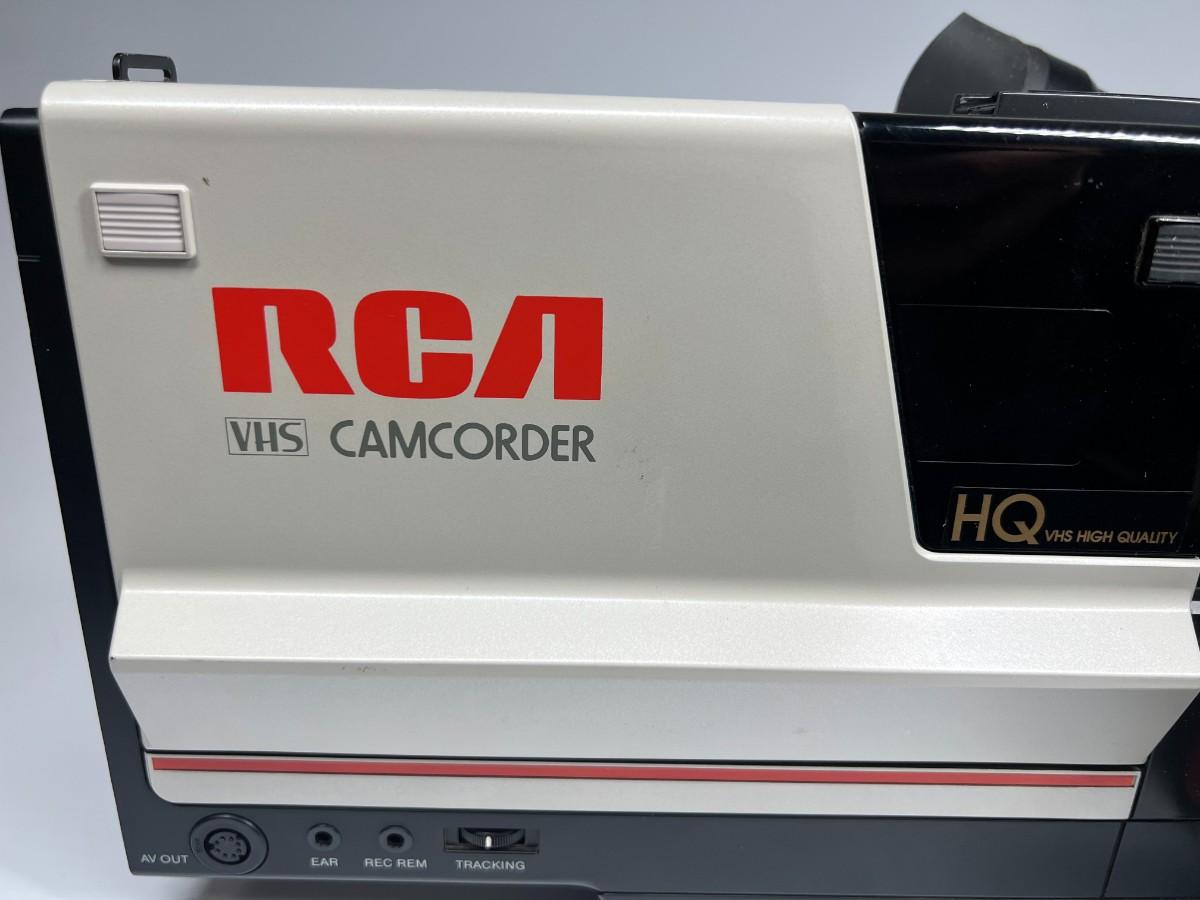 RCA
VHS CAMCORDER
HQ VHS HIGH QUALITY
AV OUT
EAR
REC REM
TRACKING